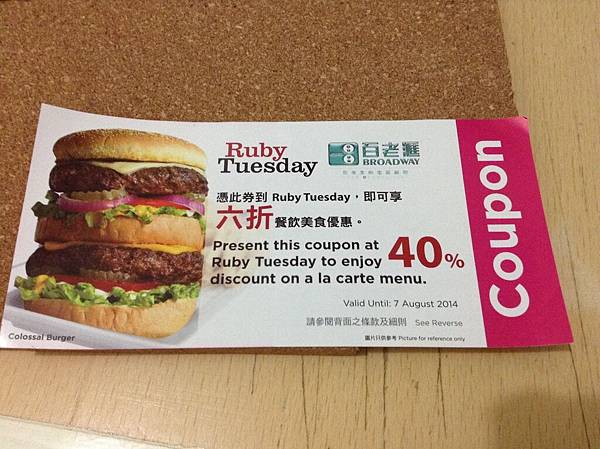 Ruby
Tuesday
百老滙
BROADWAY
憑此券到 Ruby Tuesday，即可享
六折餐飲美食優惠。
Present this coupon at
Ruby Tuesday to enjoy 40%
discount on a la carte menu.
Valid Until: 7 August 2014
請參閱背面之條款及細則 See Reverse
圖片只供參考 Picture for reference only
Colossal Burger
Coupon